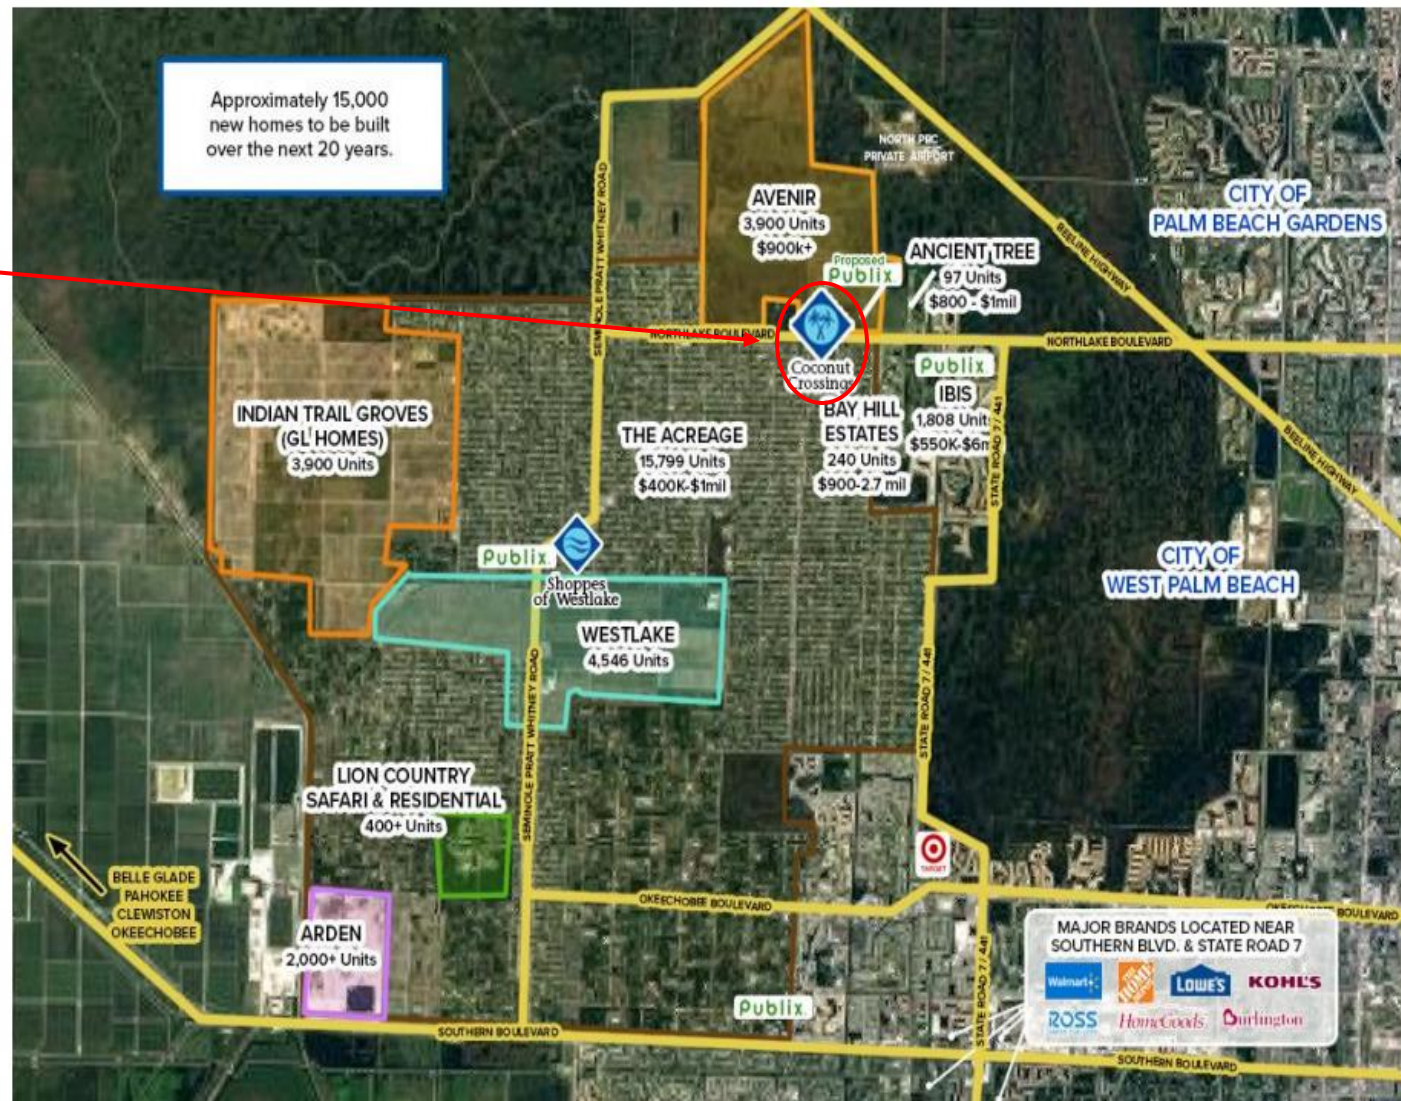 Approximately 15,000
new homes to be built
over the next 20 years.
NORTH PBC
PRIVATE AIRPORT
CITY OF
PALM BEACH GARDENS
AVENIR
3,900 Units
$900k+
Proposed
Publix
ANCIENT TREE
97 Units
$800 - $1mil
BEELINE HIGHWAY
SEMINOLE PRATT WHITNEY ROAD
NORTHLAKE BOULEVARD
NORTHLAKE BOULEVARD
Coconut
Crossings
Publix
IBIS
1,808 Units
$550K-$6m
BAY HILL
ESTATES
240 Units
$900-2.7 mil
INDIAN TRAIL GROVES
(GL HOMES)
3,900 Units
THE ACREAGE
15,799 Units
$400K-$1mil
STATE ROAD 7 / 441
BEELINE HIGHWAY
Publix
Shoppes
of Westlake
CITY OF
WEST PALM BEACH
WESTLAKE
4,546 Units
SEMINOLE PRATT WHITNEY ROAD
STATE ROAD 7 / 441
LION COUNTRY
SAFARI & RESIDENTIAL
400+ Units
TARGET
BELLE GLADE
PAHOKEE
CLEWISTON
OKEECHOBEE
OKEECHOBEE BOULEVARD
OKEECHOBEE BOULEVARD
ARDEN
2,000+ Units
STATE ROAD 7 / 441
MAJOR BRANDS LOCATED NEAR
SOUTHERN BLVD. & STATE ROAD 7
Walmart
THE HOME DEPOT
LOWE'S
KOHL'S
ROSS
HomeGoods
Burlington
Publix
SOUTHERN BOULEVARD
SOUTHERN BOULEVARD